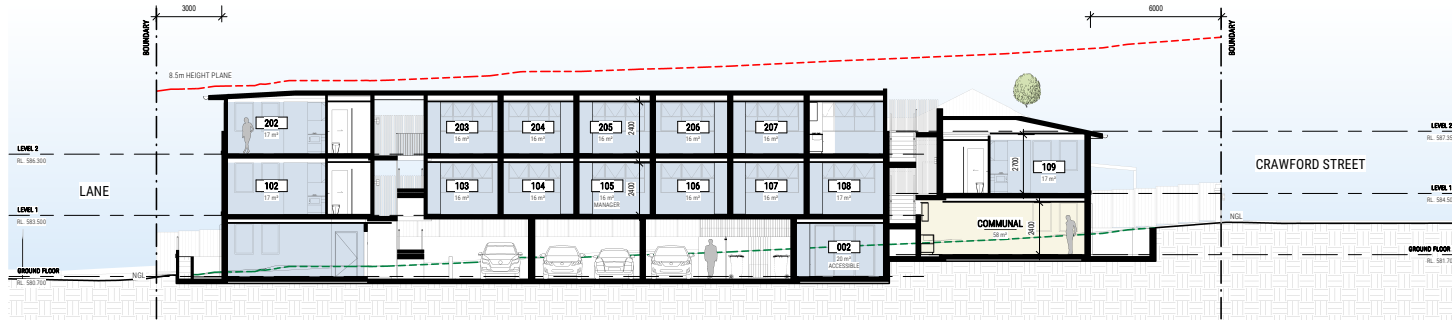 3000
6000
BOUNDARY
BOUNDARY
8.5m HEIGHT PLANE
202
17 m²
203
16 m²
204
16 m²
205
16 m²
2400
206
16 m²
207
16 m²
LEVEL 2
RL. 586.300
LEVEL 2
LANE
102
17 m²
103
16 m²
104
16 m²
105
16 m²
MANAGER
2400
106
16 m²
107
16 m²
108
17 m²
2700
109
17 m²
CRAWFORD STREET
LEVEL 1
RL. 583.500
LEVEL 1
COMMUNAL
58 m²
2400
NGL
002
20 m²
ACCESSIBLE
GROUND FLOOR
RL. 580.700
NGL
GROUND FLOOR